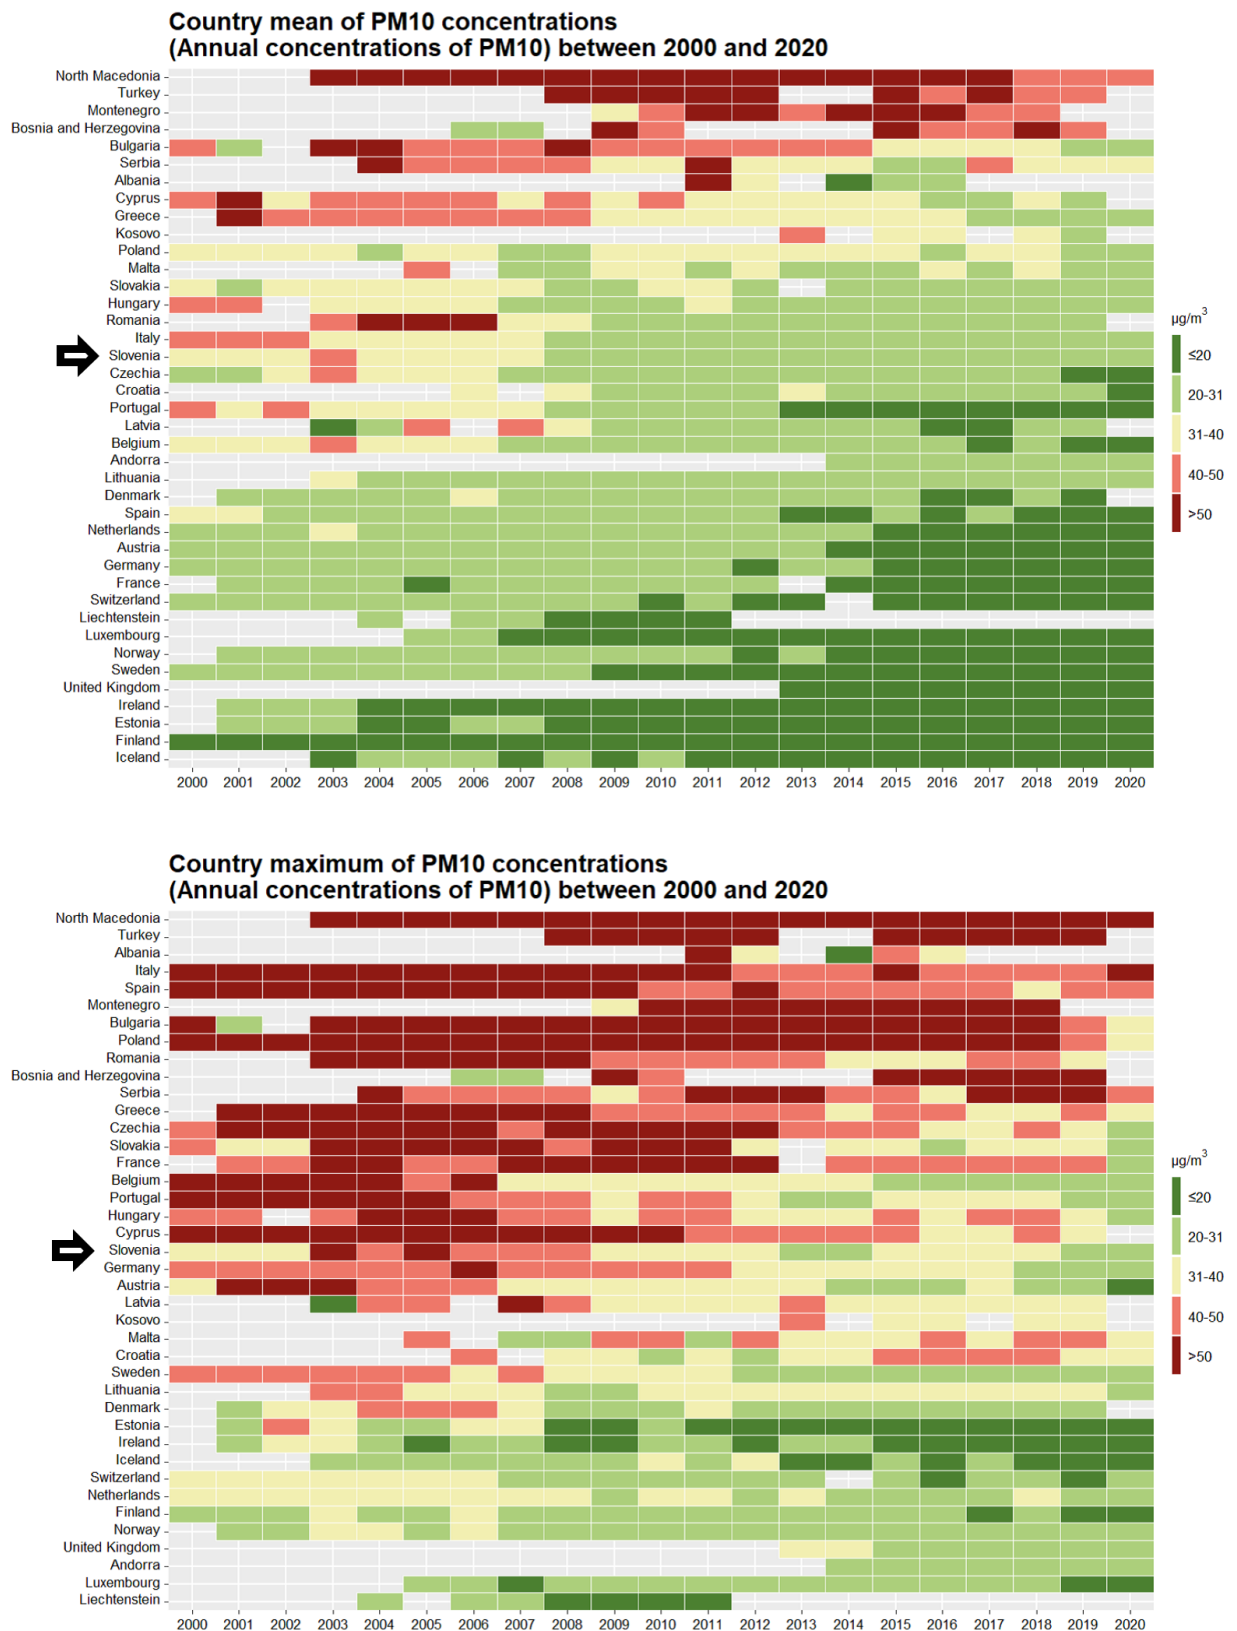 Country mean of PM10 concentrations
(Annual concentrations of PM10) between 2000 and 2020
North Macedonia
Turkey
Montenegro
Bosnia and Herzegovina
Bulgaria
Serbia
Albania
Cyprus
Greece
Kosovo
Poland
Malta
Slovakia
Hungary
Romania
Italy
Slovenia
Czechia
Croatia
Portugal
Latvia
Belgium
Andorra
Lithuania
Denmark
Spain
Netherlands
Austria
Germany
France
Switzerland
Liechtenstein
Luxembourg
Norway
Sweden
United Kingdom
Ireland
Estonia
Finland
Iceland
2000 2001 2002 2003 2004 2005 2006 2007 2008 2009 2010 2011 2012 2013 2014 2015 2016 2017 2018 2019 2020
µg/m³
≤20
20-31
31-40
40-50
>50
Country maximum of PM10 concentrations
(Annual concentrations of PM10) between 2000 and 2020
North Macedonia
Turkey
Albania
Italy
Spain
Montenegro
Bulgaria
Poland
Romania
Bosnia and Herzegovina
Serbia
Greece
Czechia
Slovakia
France
Belgium
Portugal
Hungary
Cyprus
Slovenia
Germany
Austria
Latvia
Kosovo
Malta
Croatia
Sweden
Lithuania
Denmark
Estonia
Ireland
Iceland
Switzerland
Netherlands
Finland
Norway
United Kingdom
Andorra
Luxembourg
Liechtenstein
2000 2001 2002 2003 2004 2005 2006 2007 2008 2009 2010 2011 2012 2013 2014 2015 2016 2017 2018 2019 2020
µg/m³
≤20
20-31
31-40
40-50
>50